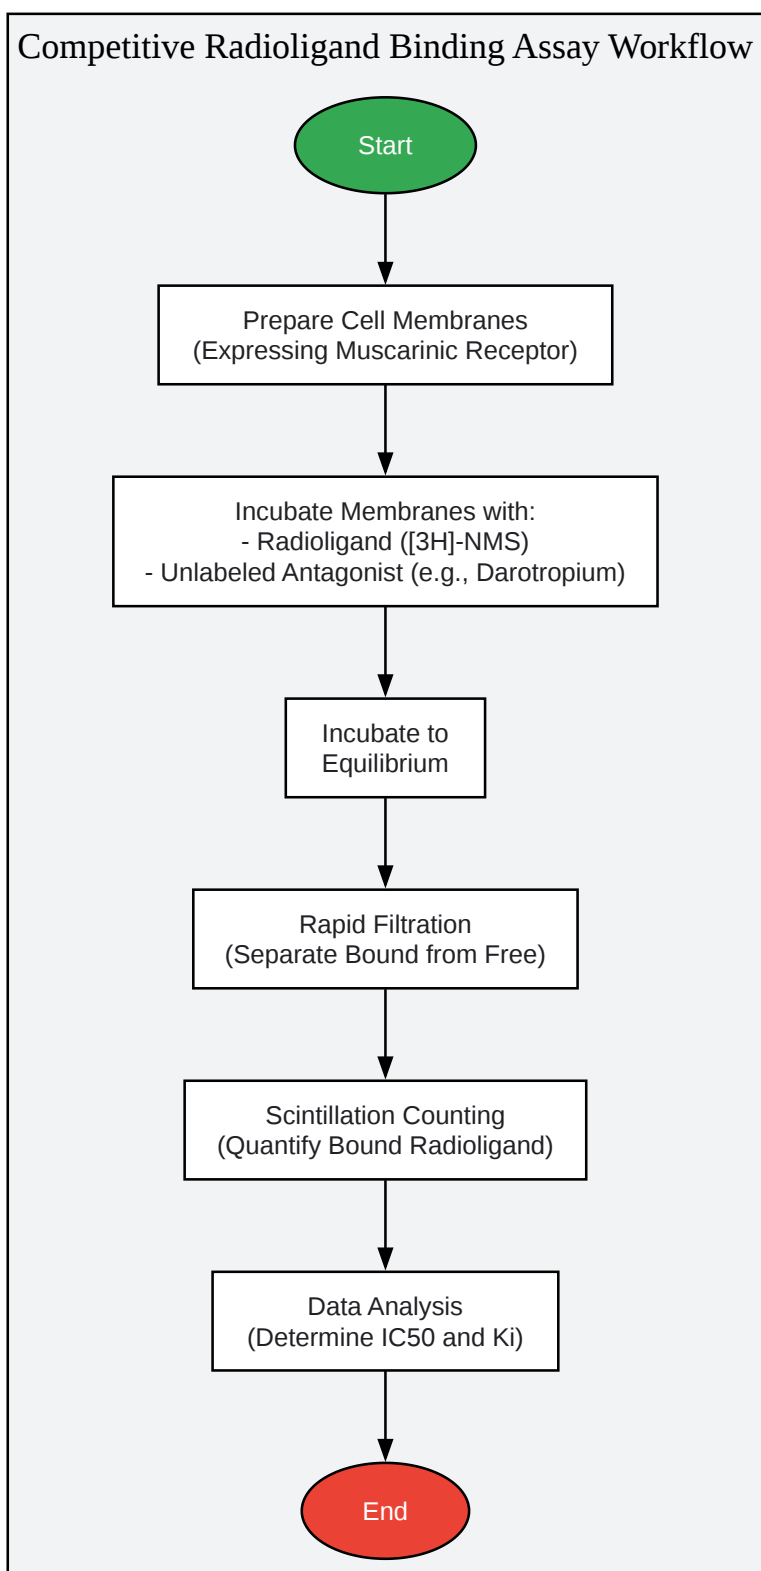 Competitive Radioligand Binding Assay Workflow
Start
Prepare Cell Membranes
(Expressing Muscarinic Receptor)
Incubate Membranes with:
- Radioligand ([3H]-NMS)
- Unlabeled Antagonist (e.g., Darotropium)
Incubate to
Equilibrium
Rapid Filtration
(Separate Bound from Free)
Scintillation Counting
(Quantify Bound Radioligand)
Data Analysis
(Determine IC50 and Ki)
End